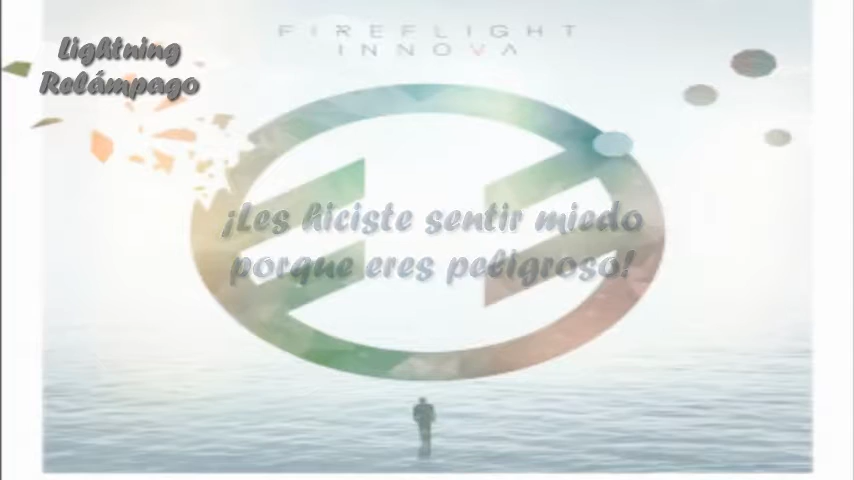 FIREFLIGHT
INNOVA
Lightning
Relámpago
¡Les hiciste sentir miedo
porque eres peligroso!